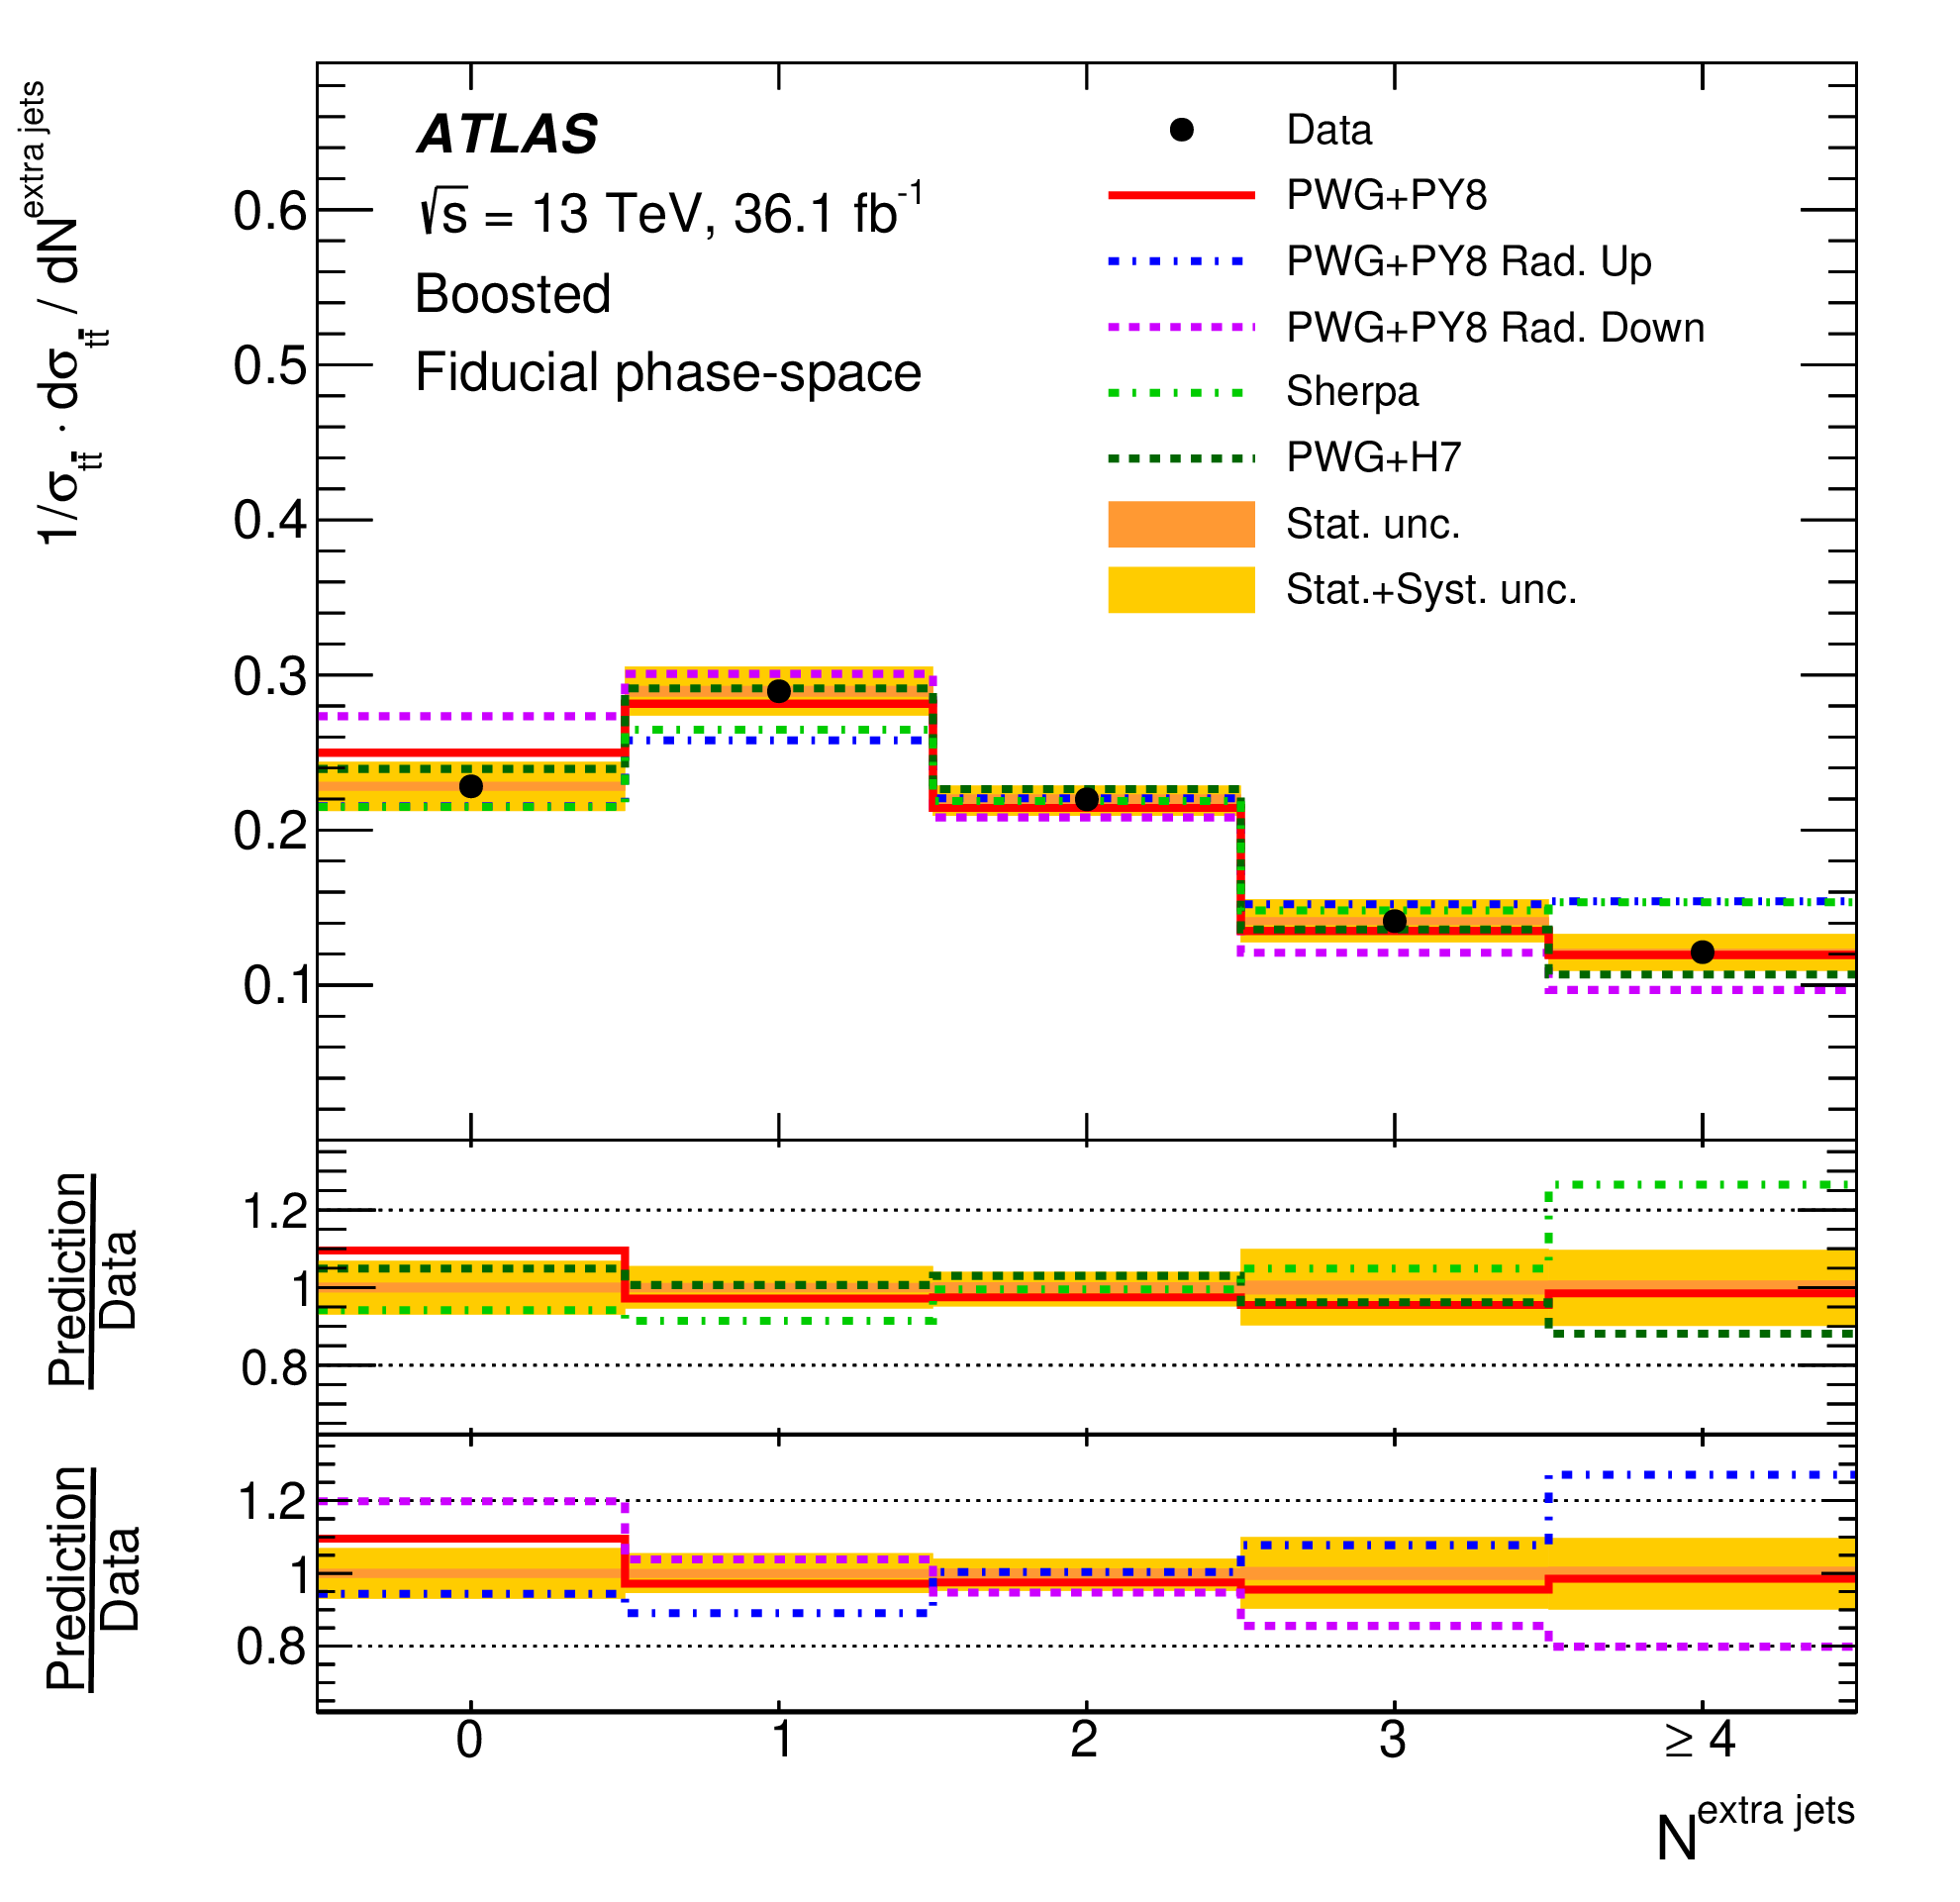 ATLAS
√s = 13 TeV, 36.1 fb⁻¹
Boosted
Fiducial phase-space
Data
PWG+PY8
PWG+PY8 Rad. Up
PWG+PY8 Rad. Down
Sherpa
PWG+H7
Stat. unc.
Stat.+Syst. unc.
1/σ_tt̄ · dσ_tt̄ / dN^extra jets
0.6
0.5
0.4
0.3
0.2
0.1
Prediction
Data
1.2
1
0.8
Prediction
Data
1.2
1
0.8
0 1 2 3 ≥ 4
N^extra jets